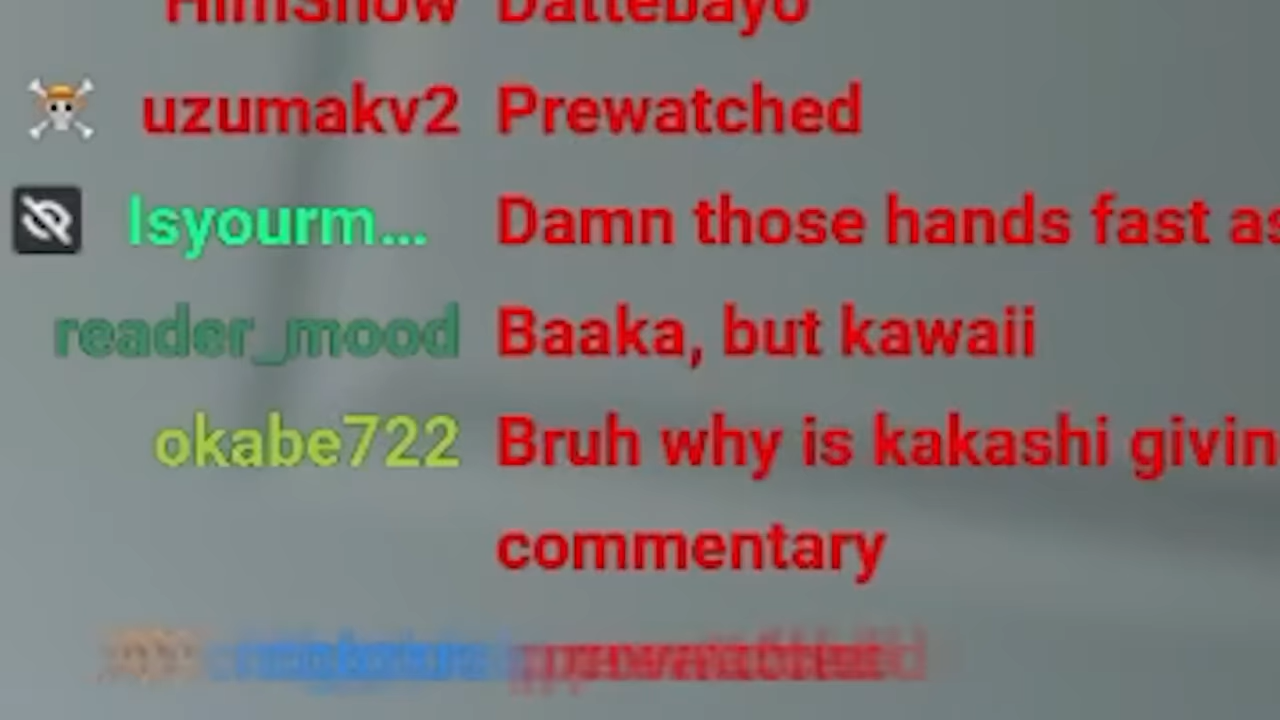 HimShow Dattebayo
uzumakv2 Prewatched
Isyourm... Damn those hands fast as
reader_mood Baaka, but kawaii
okabe722 Bruh why is kakashi givin
commentary